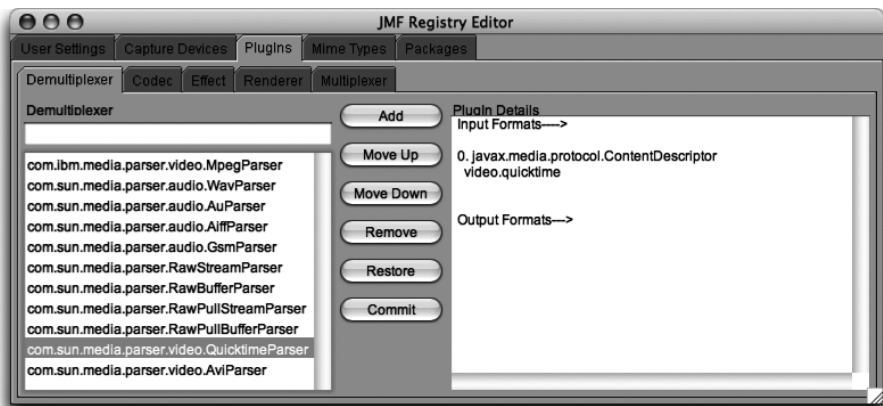 JMF Registry Editor
User Settings Capture Devices PlugIns Mime Types Packages
Demultiplexer Codec Effect Renderer Multiplexer
Demultiplexer
com.ibm.media.parser.video.MpegParser
com.sun.media.parser.audio.WavParser
com.sun.media.parser.audio.AuParser
com.sun.media.parser.audio.AiffParser
com.sun.media.parser.audio.GsmParser
com.sun.media.parser.RawStreamParser
com.sun.media.parser.RawBufferParser
com.sun.media.parser.RawPullStreamParser
com.sun.media.parser.RawPullBufferParser
com.sun.media.parser.video.QuicktimeParser
com.sun.media.parser.video.AviParser
Add
Move Up
Move Down
Remove
Restore
Commit
PlugIn Details
Input Formats---->
0. javax.media.protocol.ContentDescriptor
video.quicktime
Output Formats--->